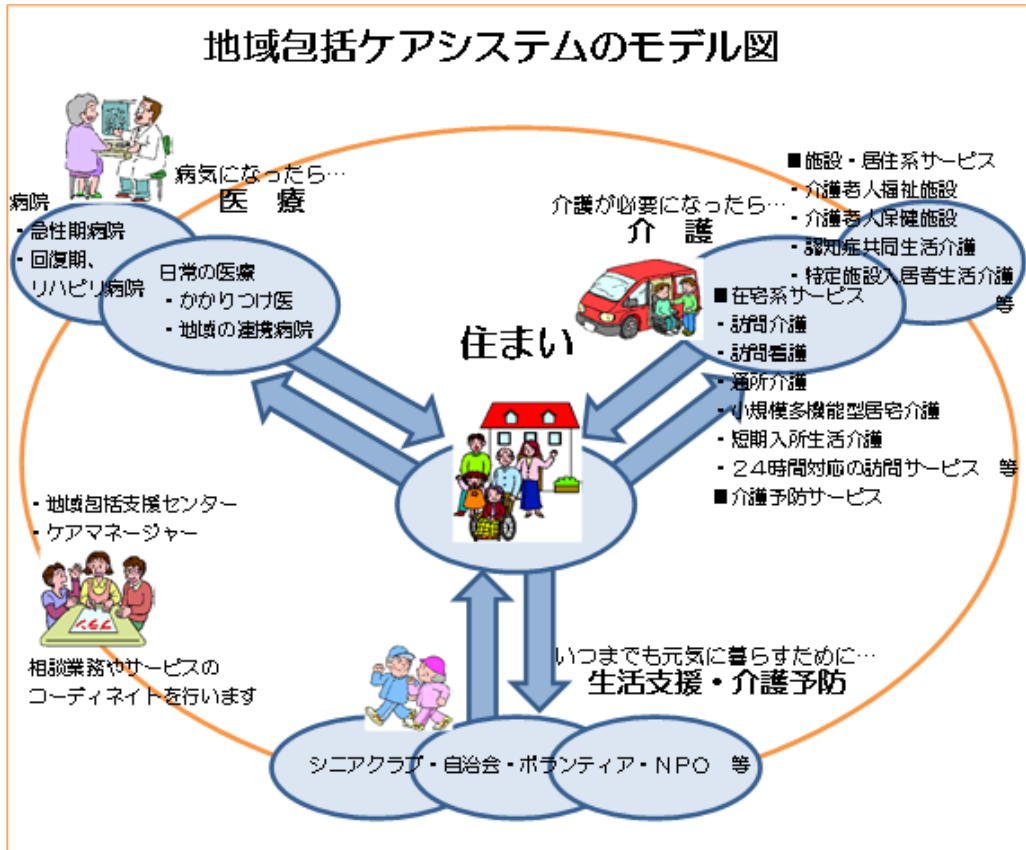 地域包括ケアシステムのモデル図
病気になったら…
医　療
病院
・急性期病院
・回復期、
リハビリ病院
日常の医療
・かかりつけ医
・地域の連携病院
介護が必要になったら…
介　護
■施設・居住系サービス
・介護老人福祉施設
・介護老人保健施設
・認知症共同生活介護
・特定施設入居者生活介護
等
■在宅系サービス
・訪問介護
・訪問看護
・通所介護
・小規模多機能型居宅介護
・短期入所生活介護
・２４時間対応の訪問サービス　等
■介護予防サービス
住まい
・地域包括支援センター
・ケアマネージャー
プラン
相談業務やサービスの
コーディネイトを行います
いつまでも元気に暮らすために…
生活支援・介護予防
シニアクラブ・自治会・ボランティア・ＮＰＯ　等